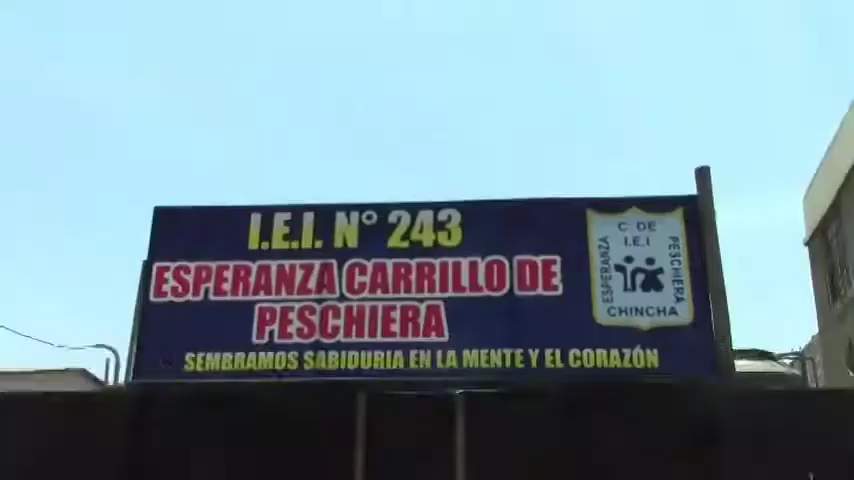 I.E.I. N° 243
ESPERANZA CARRILLO DE
PESCHIERA
SEMBRAMOS SABIDURIA EN LA MENTE Y EL CORAZÓN
C. DE
I.E.I
ESPERANZA
PESCHIERA
CHINCHA